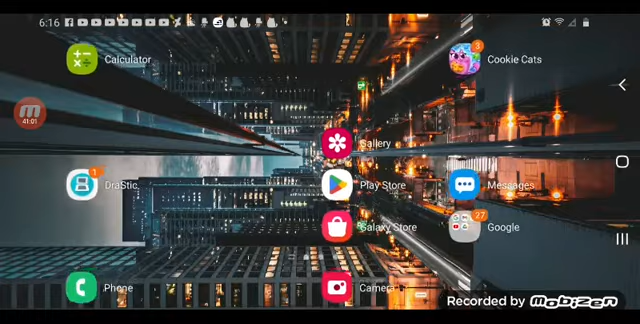 6:16
Calculator
3
Cookie Cats
41:01
Gallery
1
DraStic
Play Store
Messages
Galaxy Store
27
Google
Phone
Camera
Recorded by mobizen